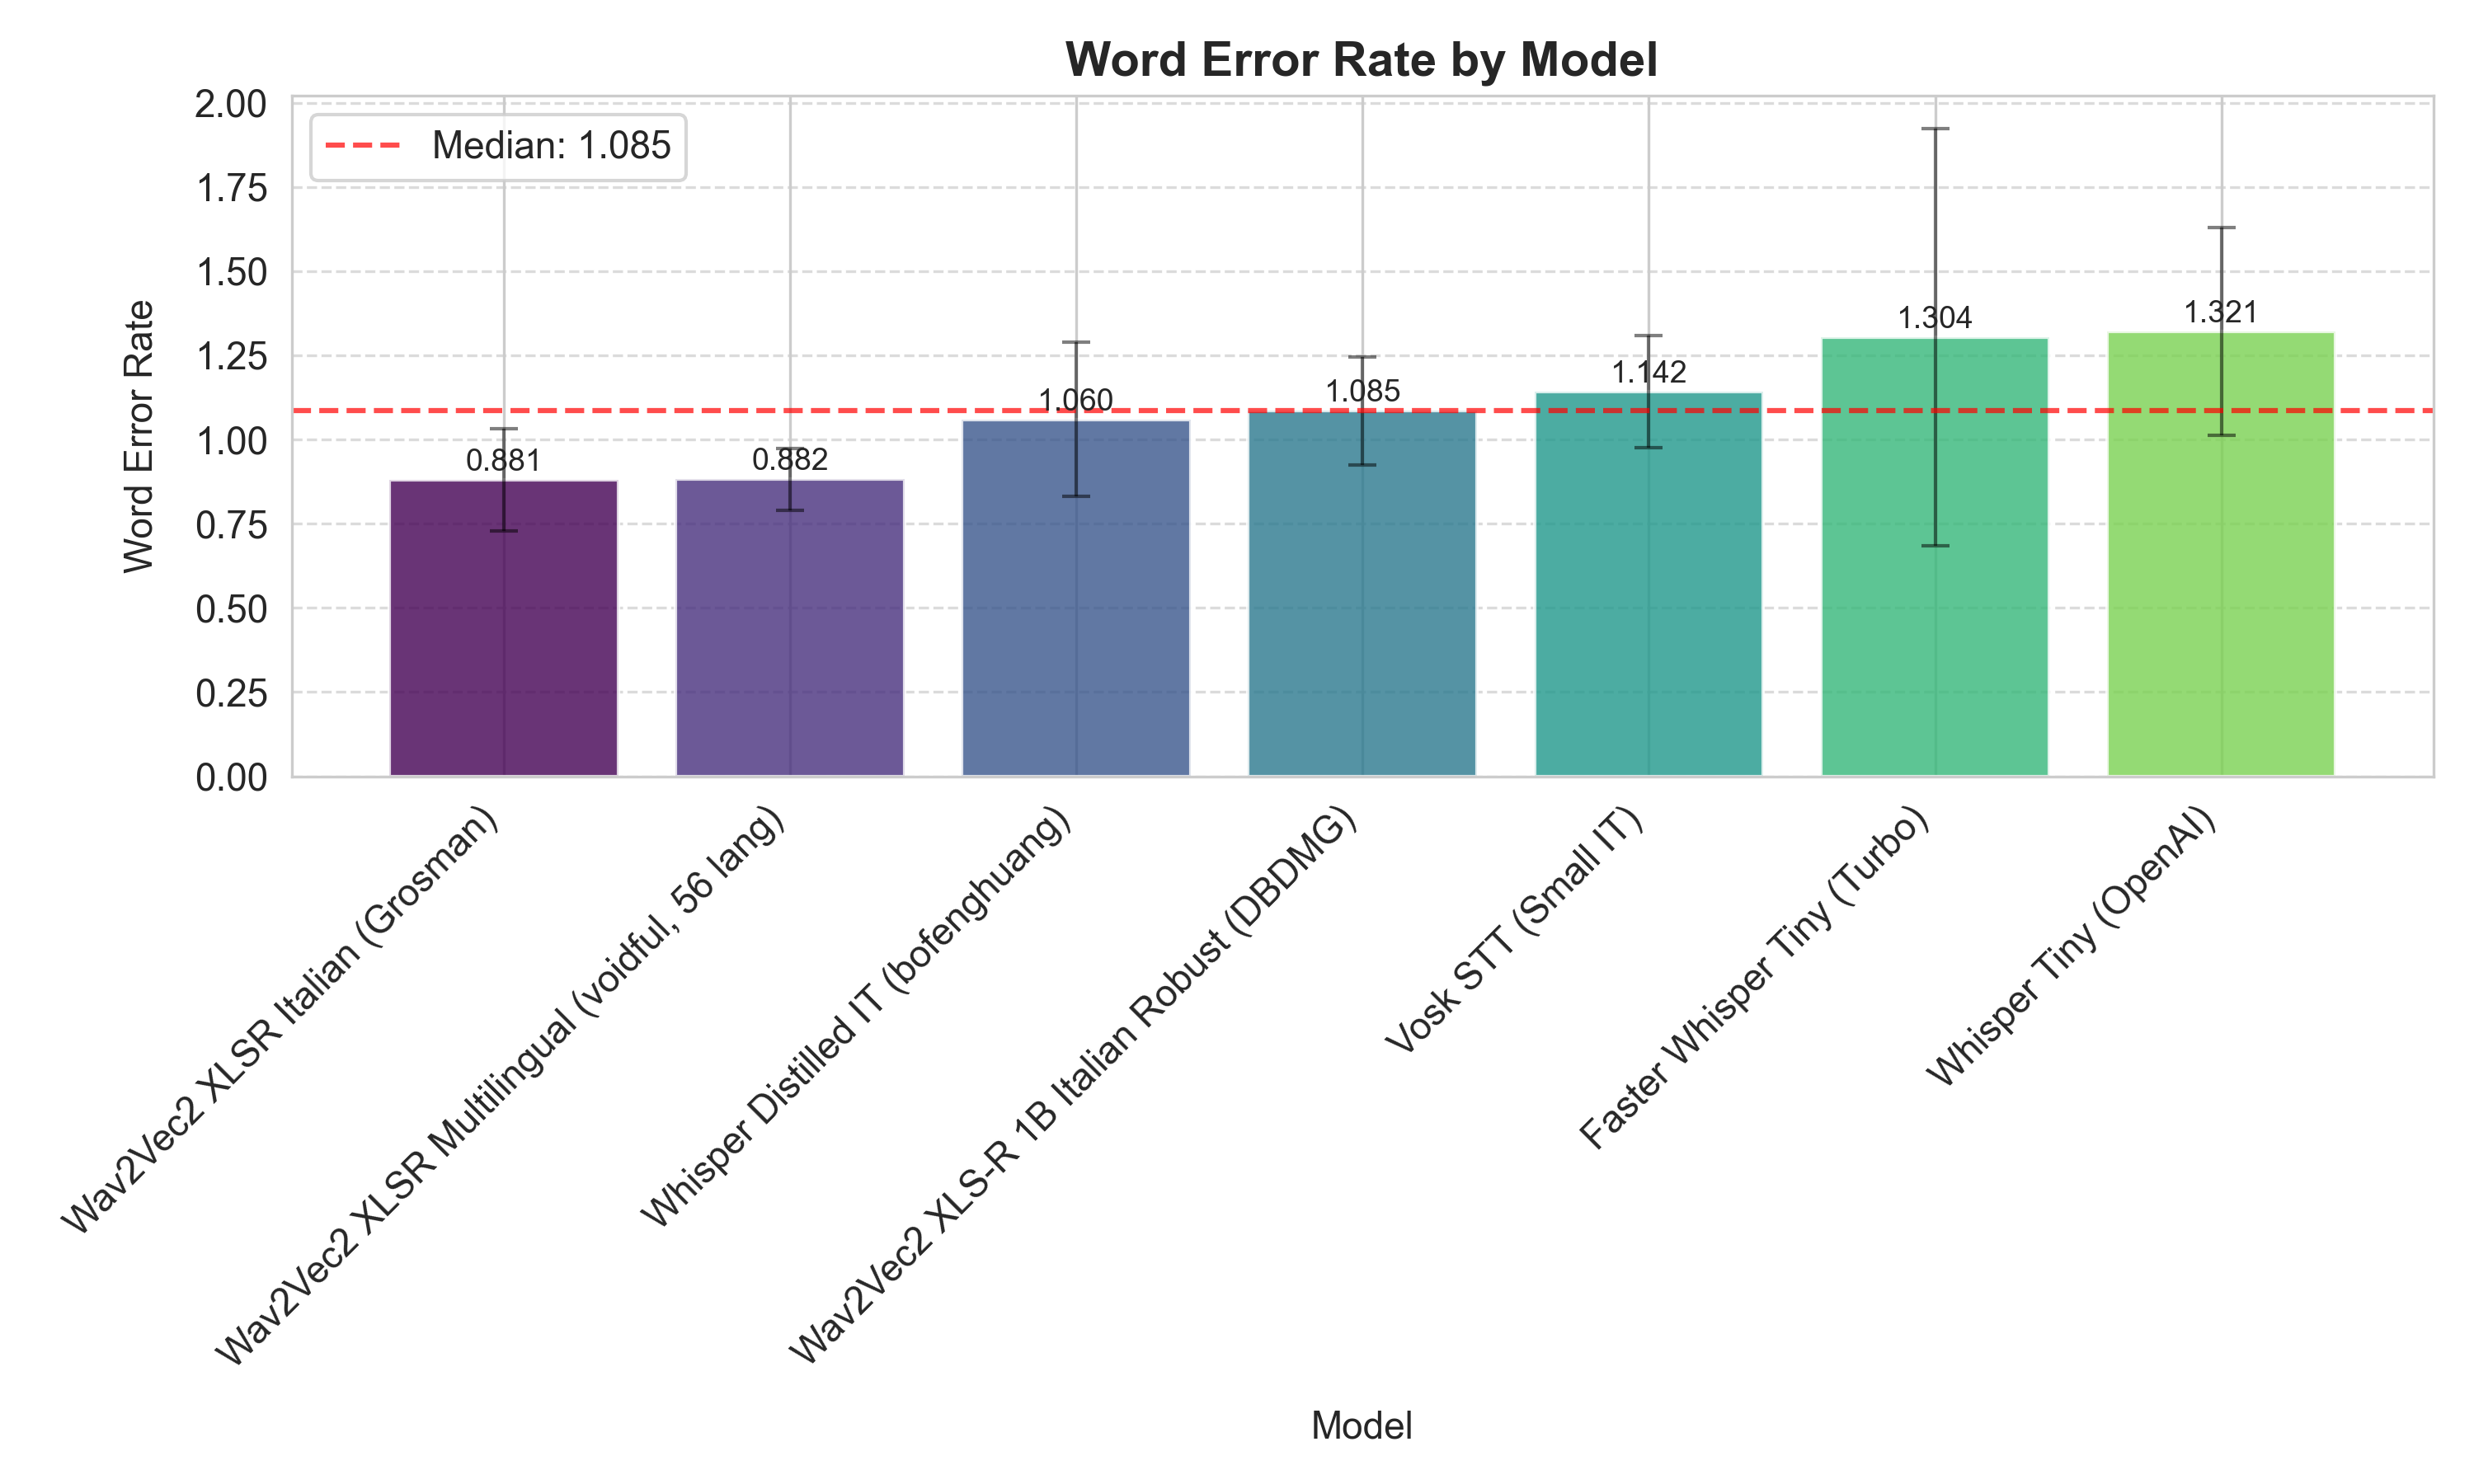 Word Error Rate by Model
Word Error Rate
2.00
1.75
1.50
1.25
1.00
0.75
0.50
0.25
0.00
Median: 1.085
0.881
0.882
1.060
1.085
1.142
1.304
1.321
Wav2Vec2 XLSR Italian (Grosman)
Wav2Vec2 XLSR Multilingual (voidful, 56 lang)
Whisper Distilled IT (bofenghuang)
Wav2Vec2 XLS-R 1B Italian Robust (DBDMG)
Vosk STT (Small IT)
Faster Whisper Tiny (Turbo)
Whisper Tiny (OpenAI)
Model